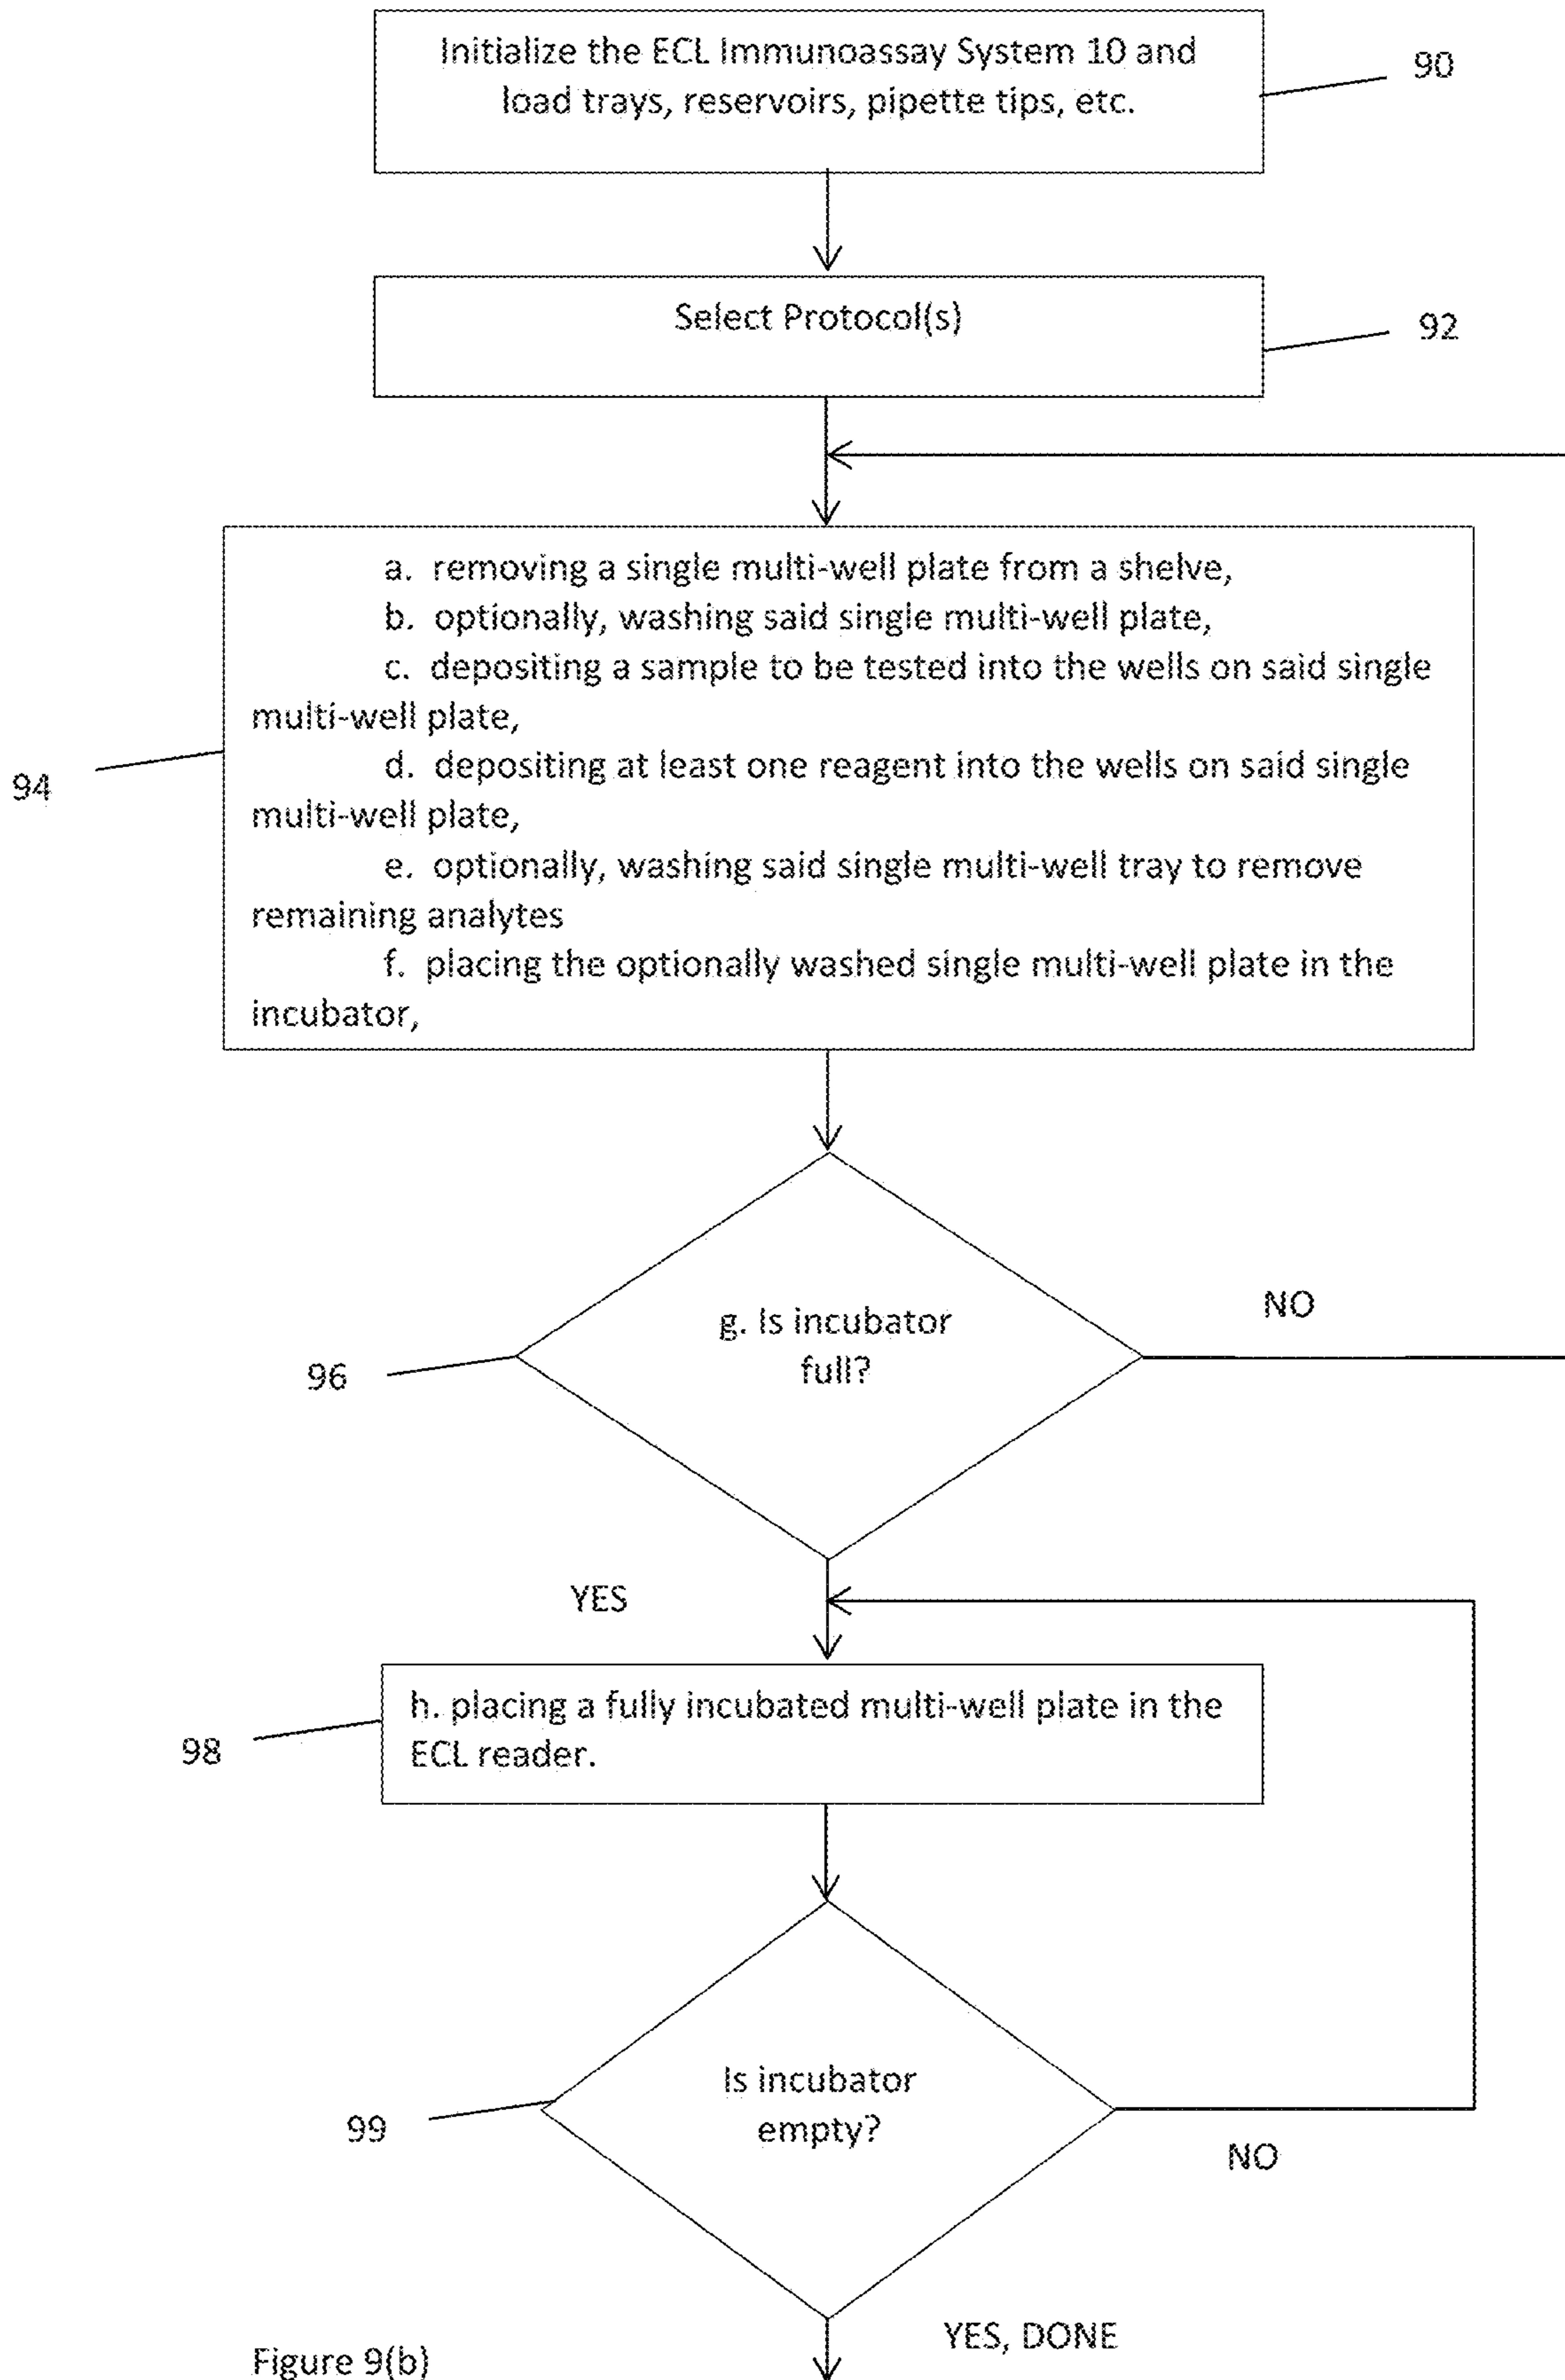 Initialize the ECL Immunoassay System 10 and
load trays, reservoirs, pipette tips, etc.
90
Select Protocol(s)
92
a. removing a single multi-well plate from a shelve,
b. optionally, washing said single multi-well plate,
c. depositing a sample to be tested into the wells on said single
multi-well plate,
d. depositing at least one reagent into the wells on said single
multi-well plate,
94
e. optionally, washing said single multi-well tray to remove
remaining analytes
f. placing the optionally washed single multi-well plate in the
incubator,
g. Is incubator
full?
NO
96
YES
h. placing a fully incubated multi-well plate in the
ECL reader.
98
Is incubator
empty?
99
NO
YES, DONE
Figure 9(b)